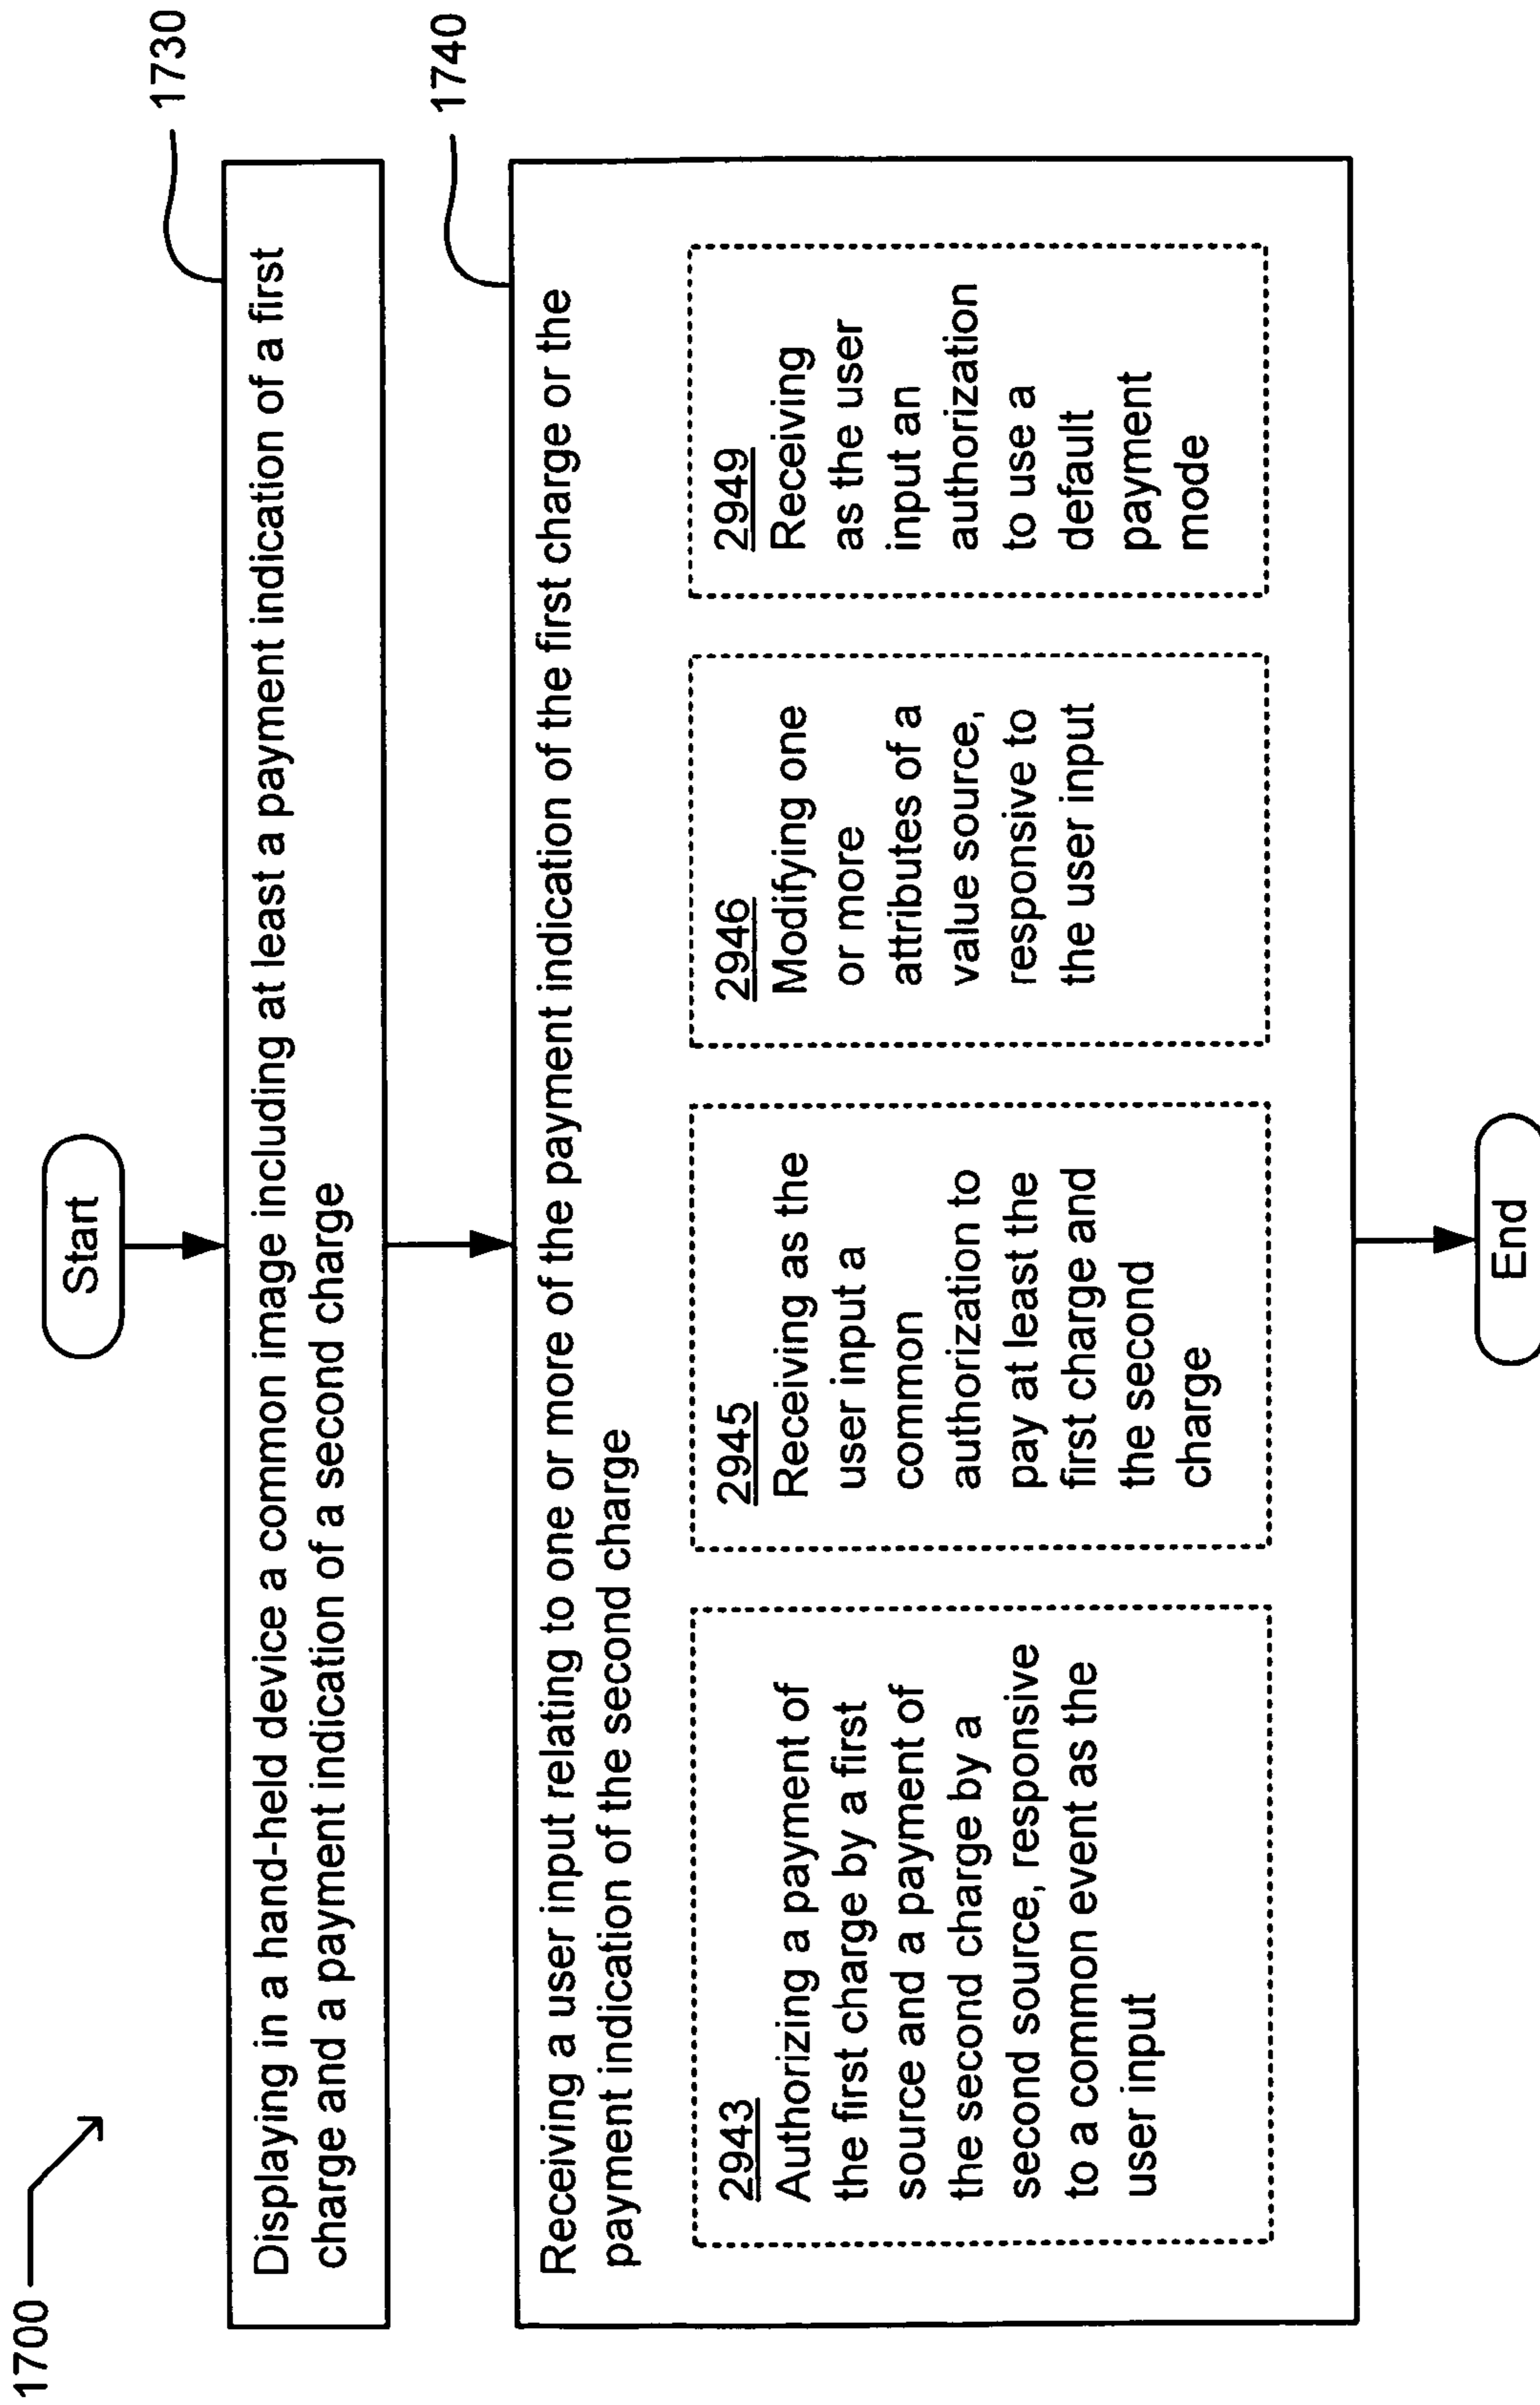 1700
Start
1730
Displaying in a hand-held device a common image including at least a payment indication of a first
charge and a payment indication of a second charge
1740
Receiving a user input relating to one or more of the payment indication of the first charge or the
payment indication of the second charge
2943
Authorizing a payment of
the first charge by a first
source and a payment of
the second charge by a
second source, responsive
to a common event as the
user input
2945
Receiving as the
user input a
common
authorization to
pay at least the
first charge and
the second
charge
2946
Modifying one
or more
attributes of a
value source,
responsive to
the user input
2949
Receiving
as the user
input an
authorization
to use a
default
payment
mode
End